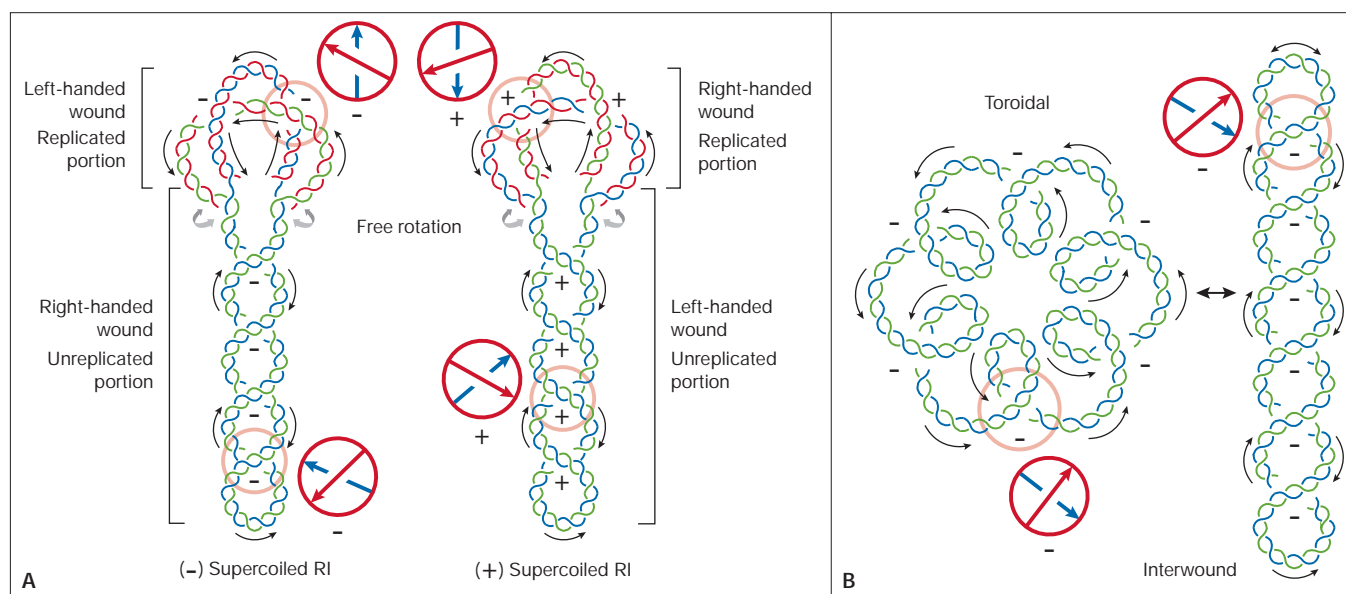 Left-handed
wound
Replicated
portion
Right-handed
wound
Unreplicated
portion
-
-
-
-
-
-
-
-
-
(-) Supercoiled RI
A
Free rotation
+
+
+
+
+
+
+
+
Right-handed
wound
Replicated
portion
Left-handed
wound
Unreplicated
portion
(+) Supercoiled RI
Toroidal
-
-
-
-
-
-
-
B
-
-
-
-
-
-
-
Interwound